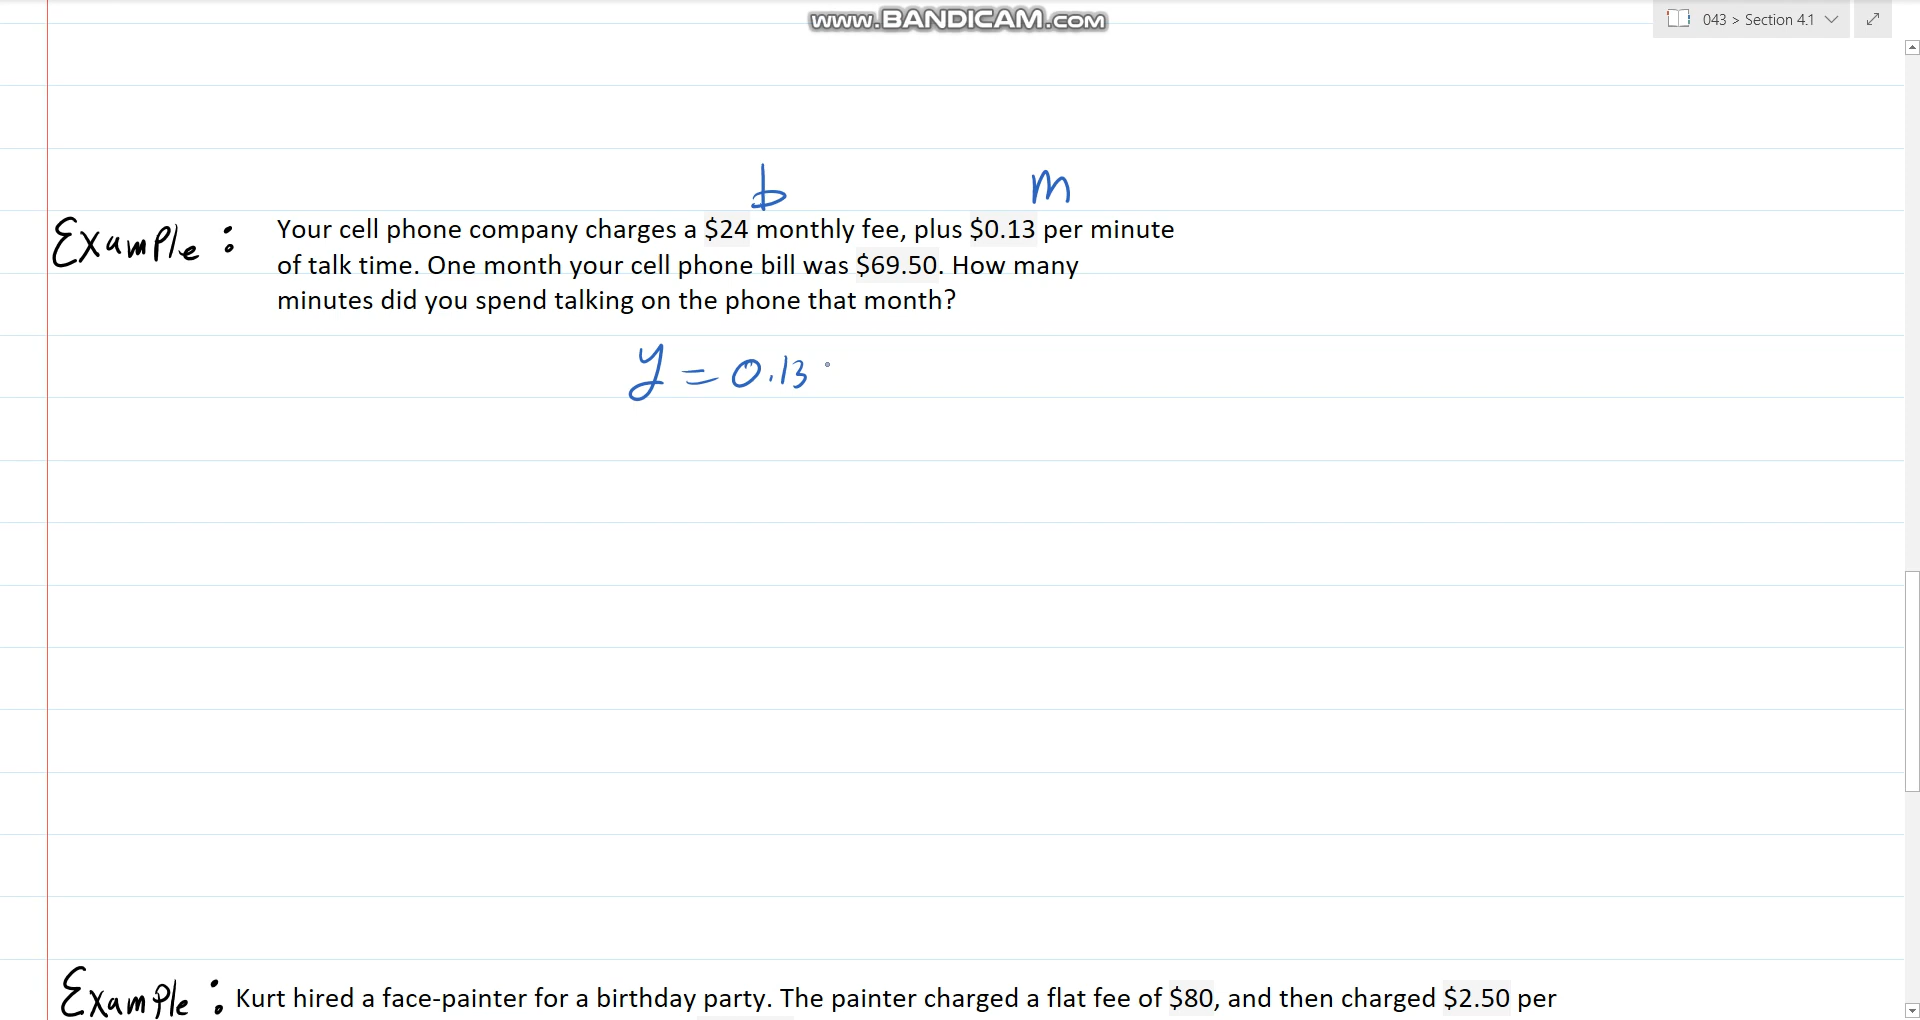 www.BANDICAM.com
043 > Section 4.1
b
m
Example : Your cell phone company charges a $24 monthly fee, plus $0.13 per minute
of talk time. One month your cell phone bill was $69.50. How many
minutes did you spend talking on the phone that month?
y = 0.13
Example : Kurt hired a face-painter for a birthday party. The painter charged a flat fee of $80, and then charged $2.50 per